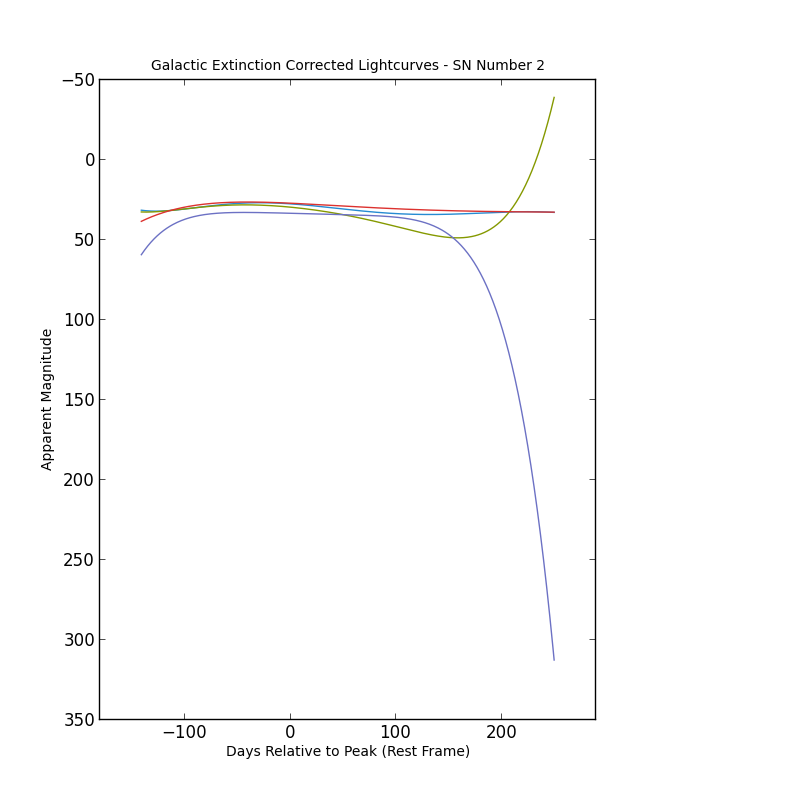 Galactic Extinction Corrected Lightcurves - SN Number 2
−50
0
50
100
150
200
250
300
350
Apparent Magnitude
−100 0 100 200
Days Relative to Peak (Rest Frame)